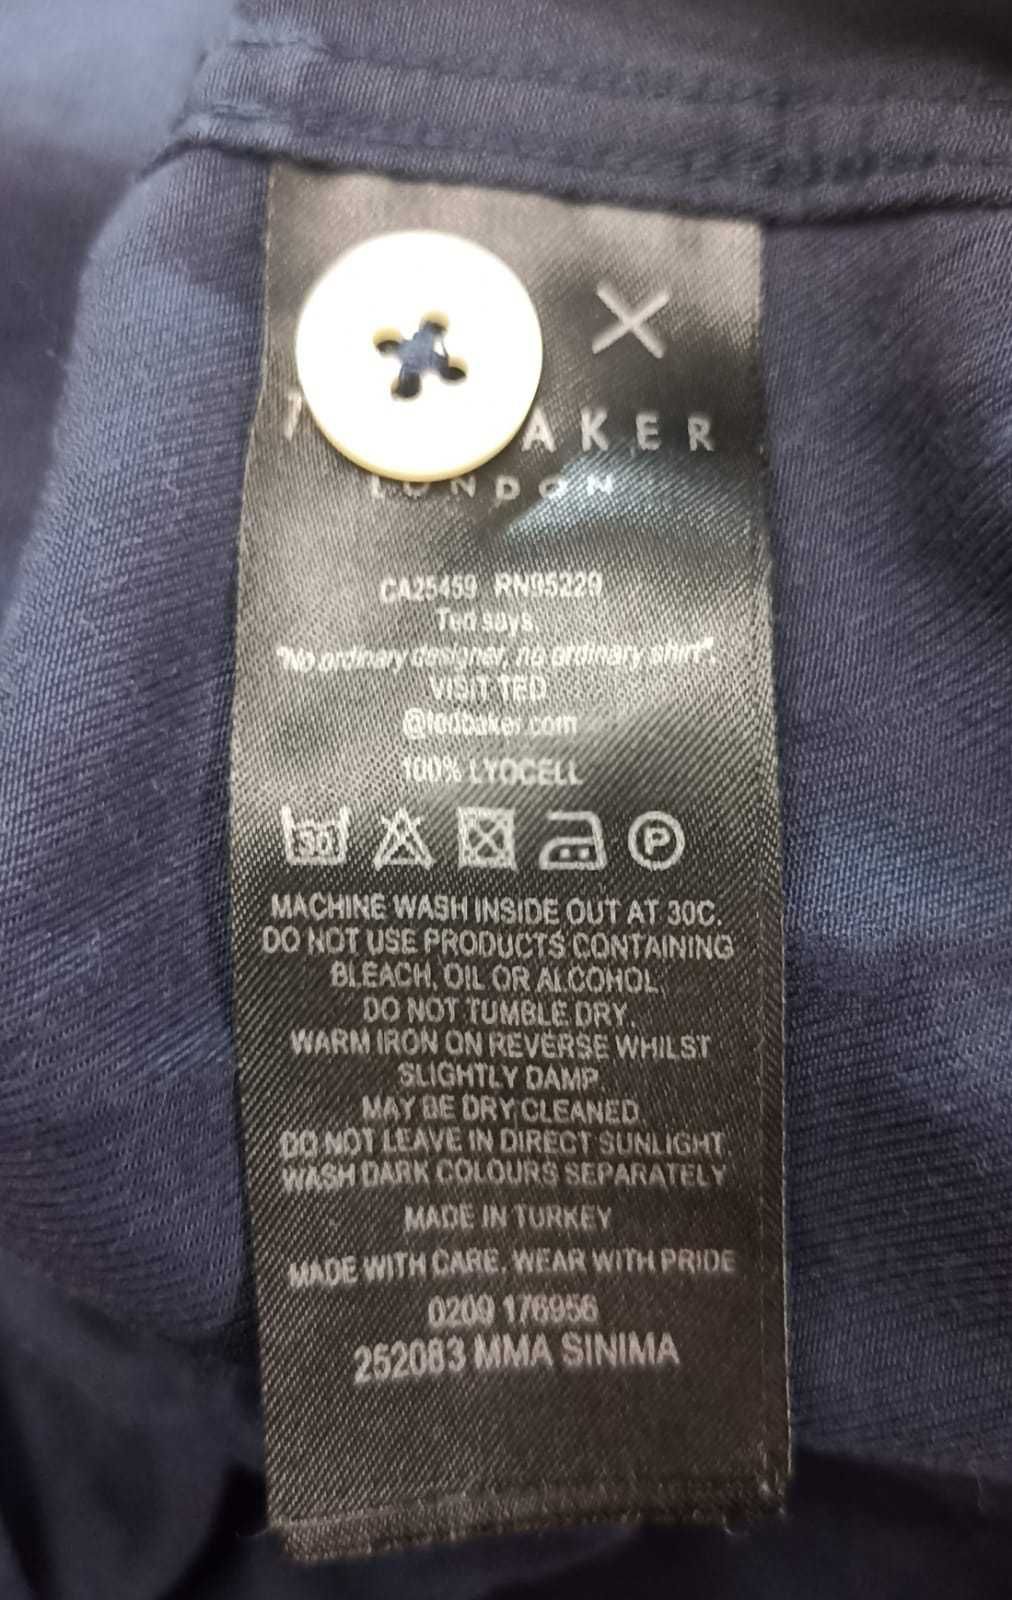 AKER
LONDON
CA25459 RN95229
Ted says,
"No ordinary designer, no ordinary shirt".
VISIT TED
@tedbaker.com
100% LYOCELL
30
P
MACHINE WASH INSIDE OUT AT 30C.
DO NOT USE PRODUCTS CONTAINING
BLEACH, OIL OR ALCOHOL.
DO NOT TUMBLE DRY.
WARM IRON ON REVERSE WHILST
SLIGHTLY DAMP.
MAY BE DRY CLEANED.
DO NOT LEAVE IN DIRECT SUNLIGHT.
WASH DARK COLOURS SEPARATELY
MADE IN TURKEY
MADE WITH CARE. WEAR WITH PRIDE
0209 176956
252083 MMA SINIMA